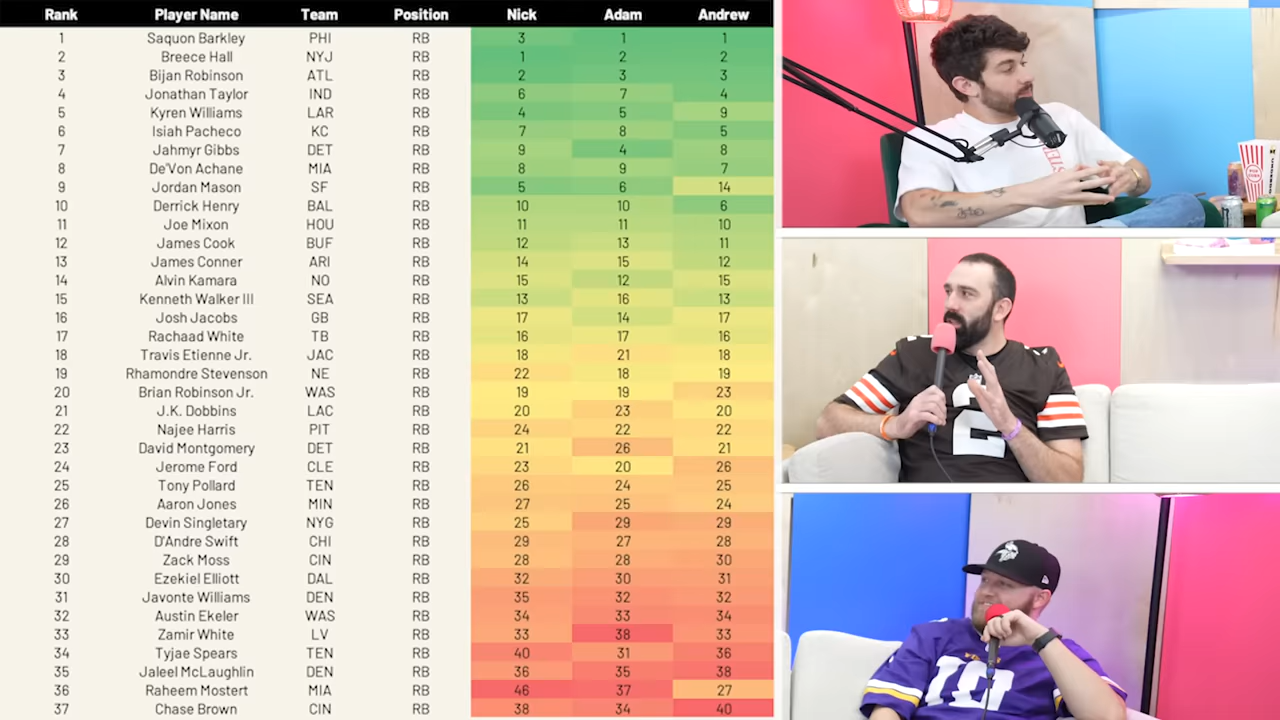 Rank Player Name Team Position Nick Adam Andrew
1 Saquon Barkley PHI RB 3 1 1
2 Breece Hall NYJ RB 1 2 2
3 Bijan Robinson ATL RB 2 3 3
4 Jonathan Taylor IND RB 6 7 4
5 Kyren Williams LAR RB 4 5 9
6 Isiah Pacheco KC RB 7 8 5
7 Jahmyr Gibbs DET RB 9 4 8
8 De'Von Achane MIA RB 8 9 7
9 Jordan Mason SF RB 5 6 14
10 Derrick Henry BAL RB 10 10 6
11 Joe Mixon HOU RB 11 11 10
12 James Cook BUF RB 12 13 11
13 James Conner ARI RB 14 15 12
14 Alvin Kamara NO RB 15 12 15
15 Kenneth Walker III SEA RB 13 16 13
16 Josh Jacobs GB RB 17 14 17
17 Rachaad White TB RB 16 17 16
18 Travis Etienne Jr. JAC RB 18 21 18
19 Rhamondre Stevenson NE RB 22 18 19
20 Brian Robinson Jr. WAS RB 19 19 23
21 J.K. Dobbins LAC RB 20 23 20
22 Najee Harris PIT RB 24 22 22
23 David Montgomery DET RB 21 26 21
24 Jerome Ford CLE RB 23 20 26
25 Tony Pollard TEN RB 26 24 25
26 Aaron Jones MIN RB 27 25 24
27 Devin Singletary NYG RB 25 29 29
28 D'Andre Swift CHI RB 29 27 28
29 Zack Moss CIN RB 28 28 30
30 Ezekiel Elliott DAL RB 32 30 31
31 Javonte Williams DEN RB 35 32 32
32 Austin Ekeler WAS RB 34 33 34
33 Zamir White LV RB 33 38 33
34 Tyjae Spears TEN RB 40 31 36
35 Jaleel McLaughlin DEN RB 36 35 38
36 Raheem Mostert MIA RB 46 37 27
37 Chase Brown CIN RB 38 34 40
2
10